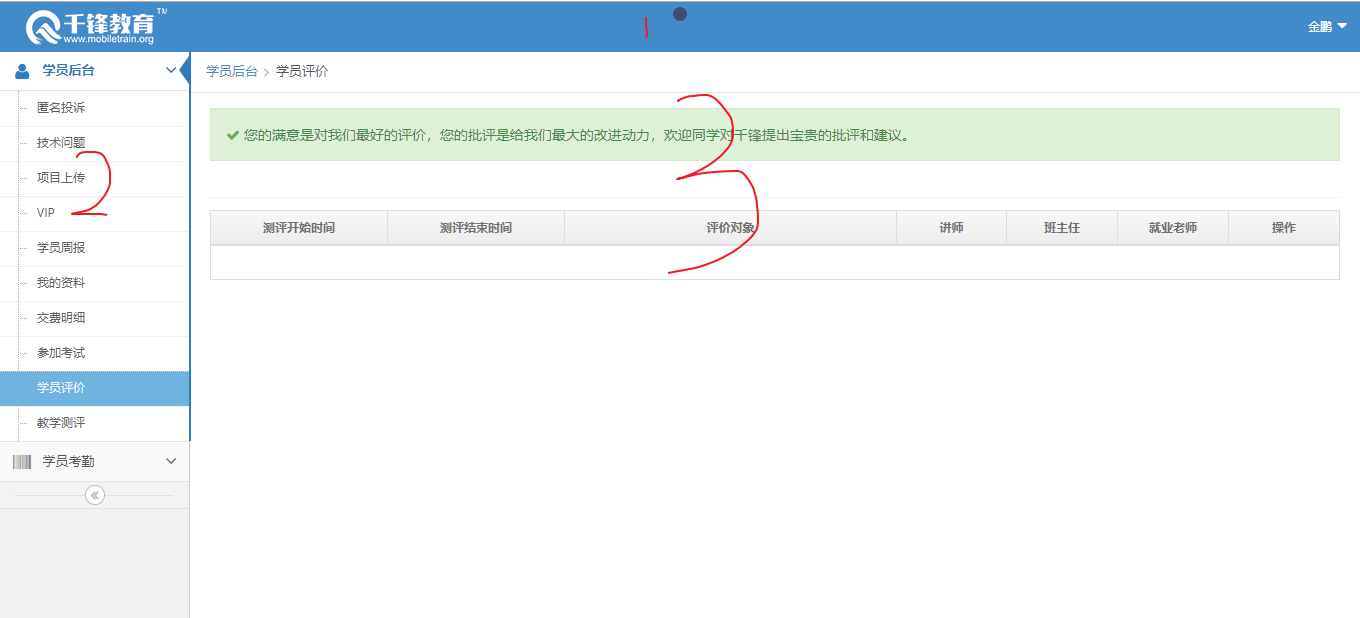 千锋教育 TM
www.mobiletrain.org
1
金鹏
学员后台
学员后台 > 学员评价
匿名投诉
技术问题
项目上传
VIP
学员周报
我的资料
交费明细
参加考试
学员评价
教学测评
学员考勤
2
✔ 您的满意是对我们最好的评价，您的批评是给我们最大的改进动力，欢迎同学对千锋提出宝贵的批评和建议。
3
测评开始时间 测评结束时间 评价对象 讲师 班主任 就业老师 操作